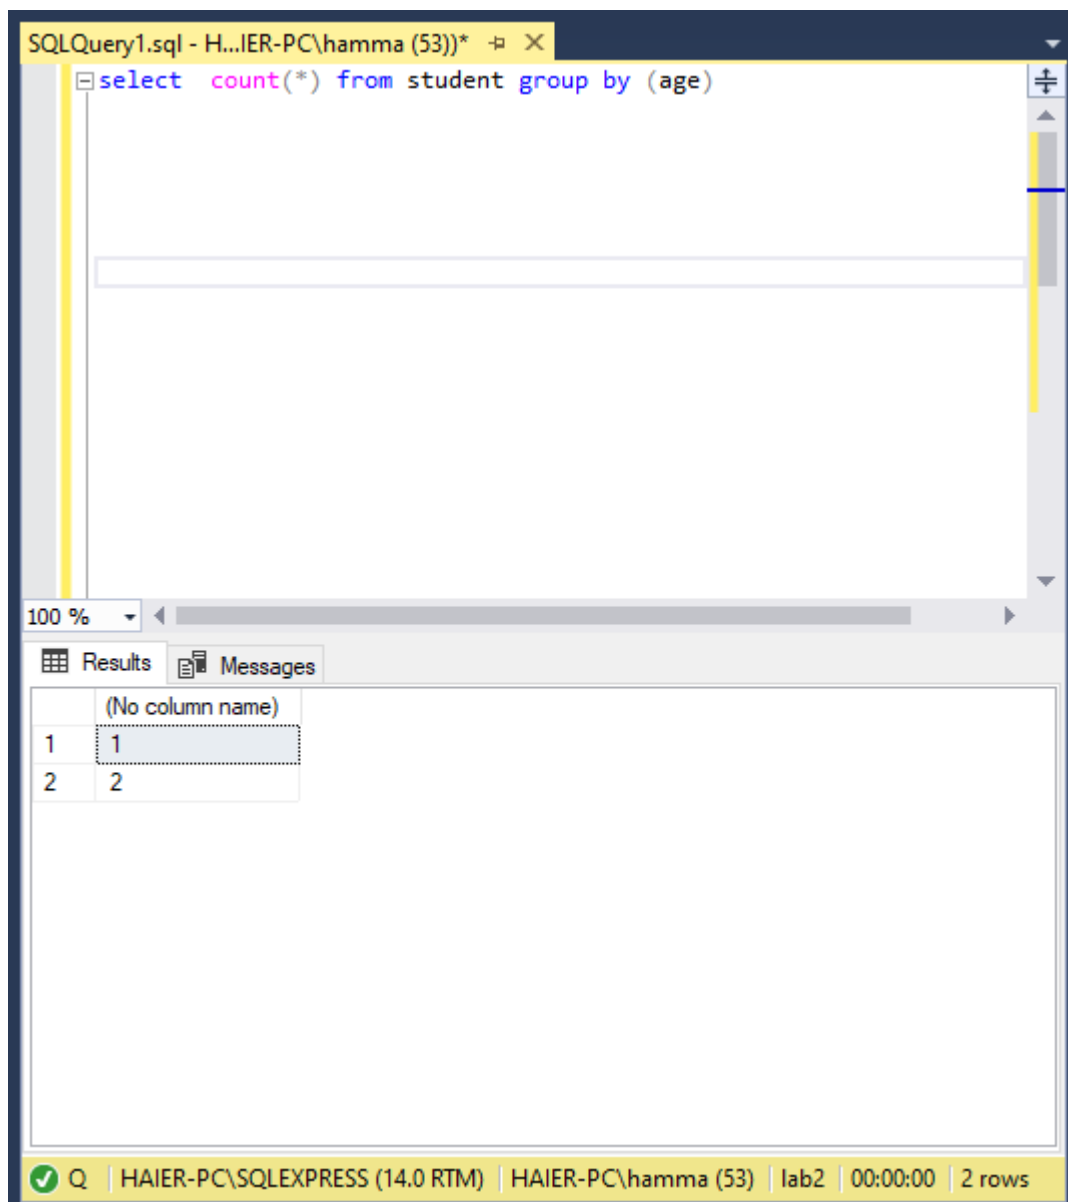 SQLQuery1.sql - H...IER-PC\hamma (53))*
select  count(*) from student group by (age)
100 %
Results Messages
(No column name)
1 1
2 2
Q HAIER-PC\SQLEXPRESS (14.0 RTM) HAIER-PC\hamma (53) lab2 00:00:00 2 rows